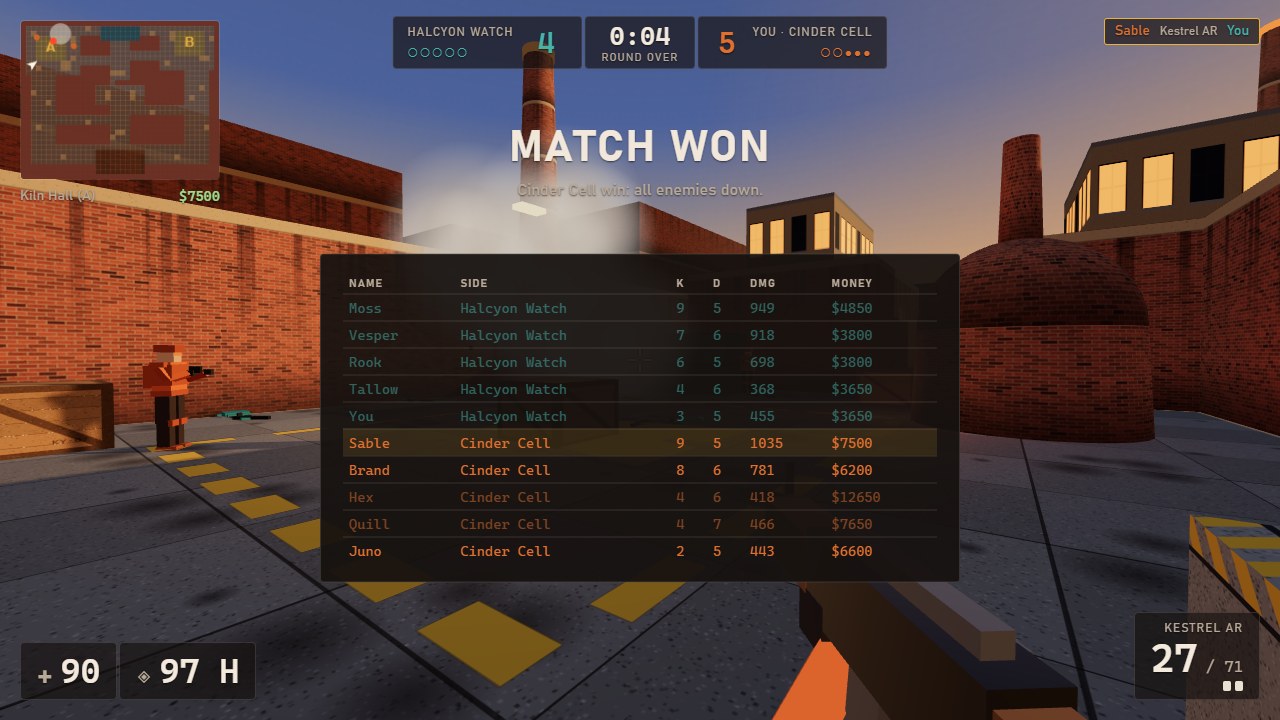 HALCYON WATCH 4
0:04
ROUND OVER
5 YOU · CINDER CELL
Sable Kestrel AR You
A
B
Kiln Hall (A) $7500
MATCH WON
Cinder Cell win: all enemies down.
NAME SIDE K D DMG MONEY
Moss Halcyon Watch 9 5 949 $4850
Vesper Halcyon Watch 7 6 918 $3800
Rook Halcyon Watch 6 5 698 $3800
Tallow Halcyon Watch 4 6 368 $3650
You Halcyon Watch 3 5 455 $3650
Sable Cinder Cell 9 5 1035 $7500
Brand Cinder Cell 8 6 781 $6200
Hex Cinder Cell 4 6 418 $12650
Quill Cinder Cell 4 7 466 $7650
Juno Cinder Cell 2 5 443 $6600
90
97 H
KESTREL AR
27 / 71